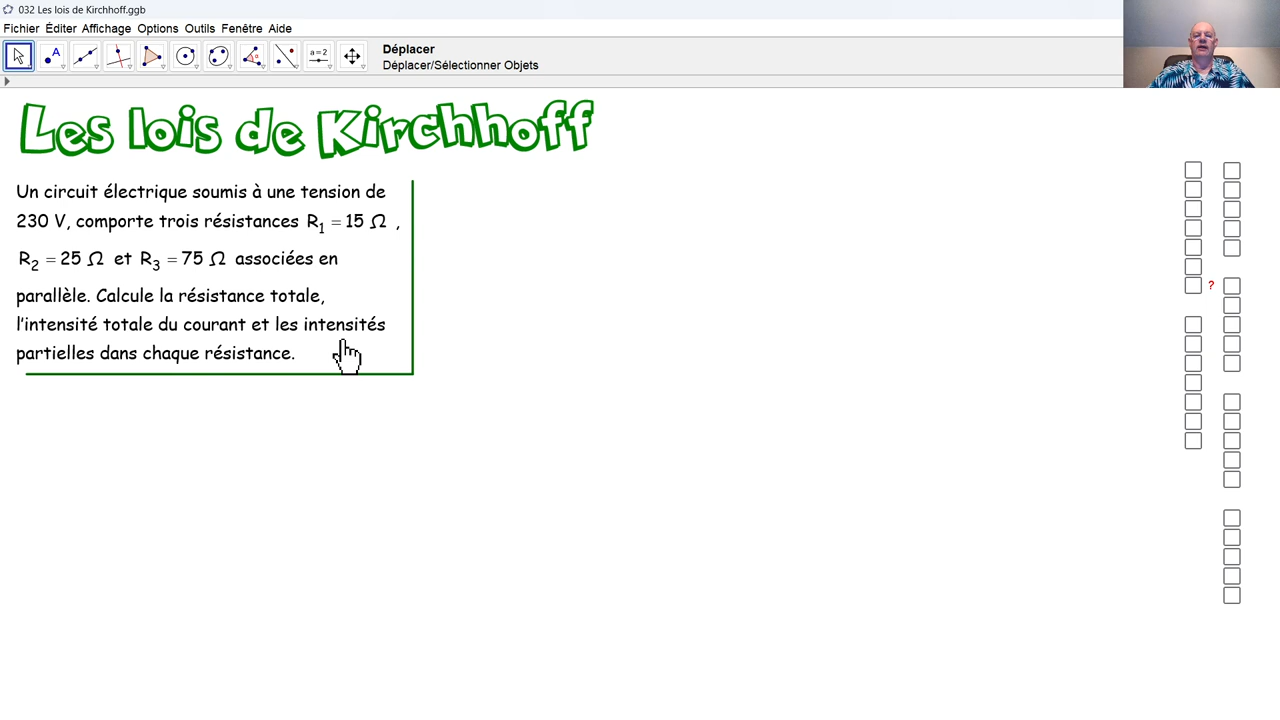 032 Les lois de Kirchhoff.ggb
Fichier Éditer Affichage Options Outils Fenêtre Aide
A
a=2
Déplacer
Déplacer/Sélectionner Objets
Les lois de Kirchhoff
Un circuit électrique soumis à une tension de
230 V, comporte trois résistances R₁ = 15 Ω ,
R₂ = 25 Ω et R₃ = 75 Ω associées en
parallèle. Calcule la résistance totale,
l'intensité totale du courant et les intensités
partielles dans chaque résistance.
?